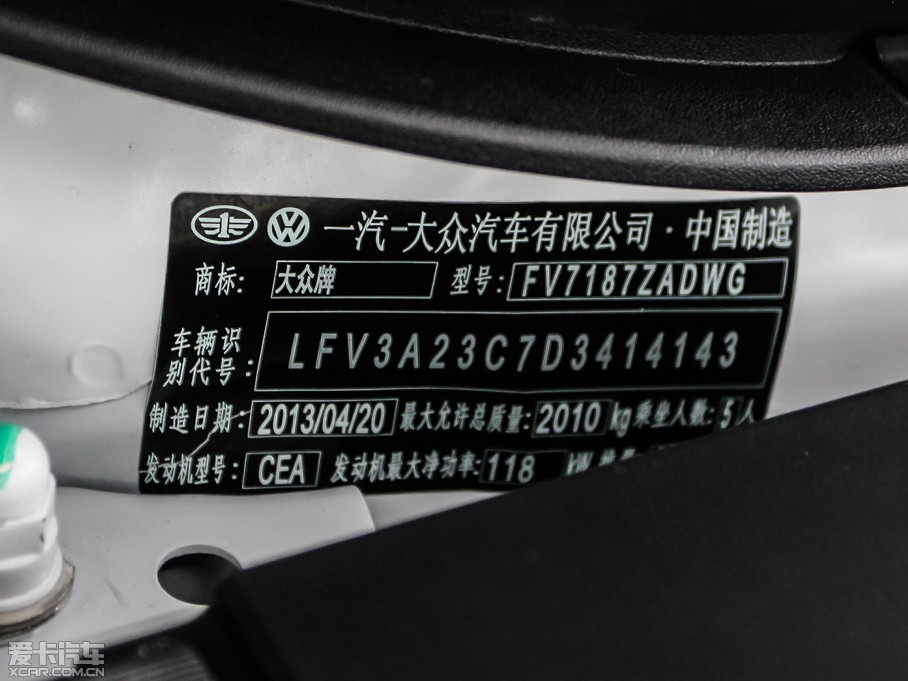 一汽-大众汽车有限公司·中国制造
商标: 大众牌 型号: FV7187ZADWG
车辆识别代号: LFV3A23C7D3414143
制造日期: 2013/04/20 最大允许总质量: 2010 kg 乘坐人数: 5 人
发动机型号: CEA 发动机最大净功率: 118 kW
爱卡汽车
XCAR.COM.CN